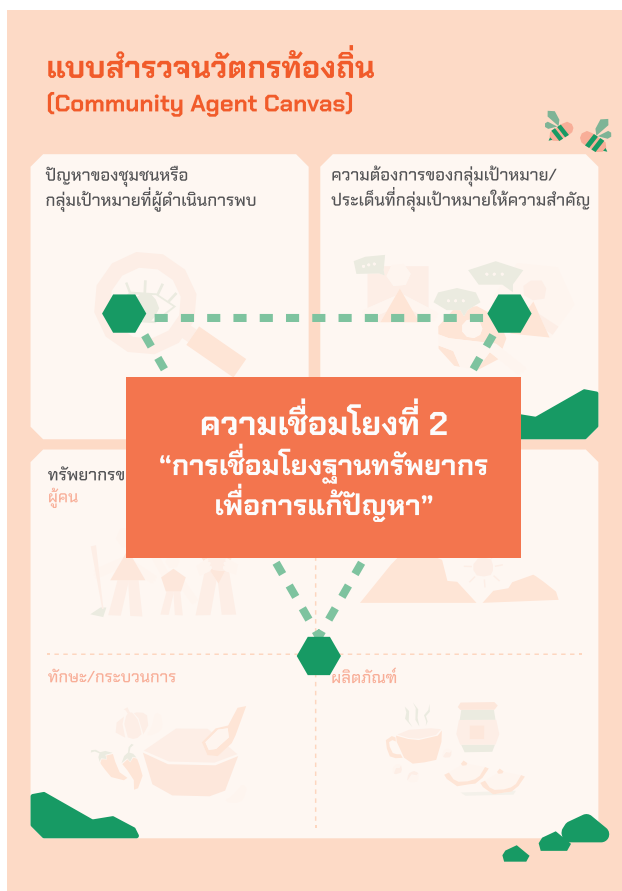 แบบสำรวจนวัตกรท้องถิ่น
(Community Agent Canvas)
ปัญหาของชุมชนหรือ
กลุ่มเป้าหมายที่ผู้ดำเนินการพบ
ความต้องการของกลุ่มเป้าหมาย/
ประเด็นที่กลุ่มเป้าหมายให้ความสำคัญ
ความเชื่อมโยงที่ 2
“การเชื่อมโยงฐานทรัพยากร
เพื่อการแก้ปัญหา”
ผู้คน
ทักษะ/กระบวนการ
ผลิตภัณฑ์